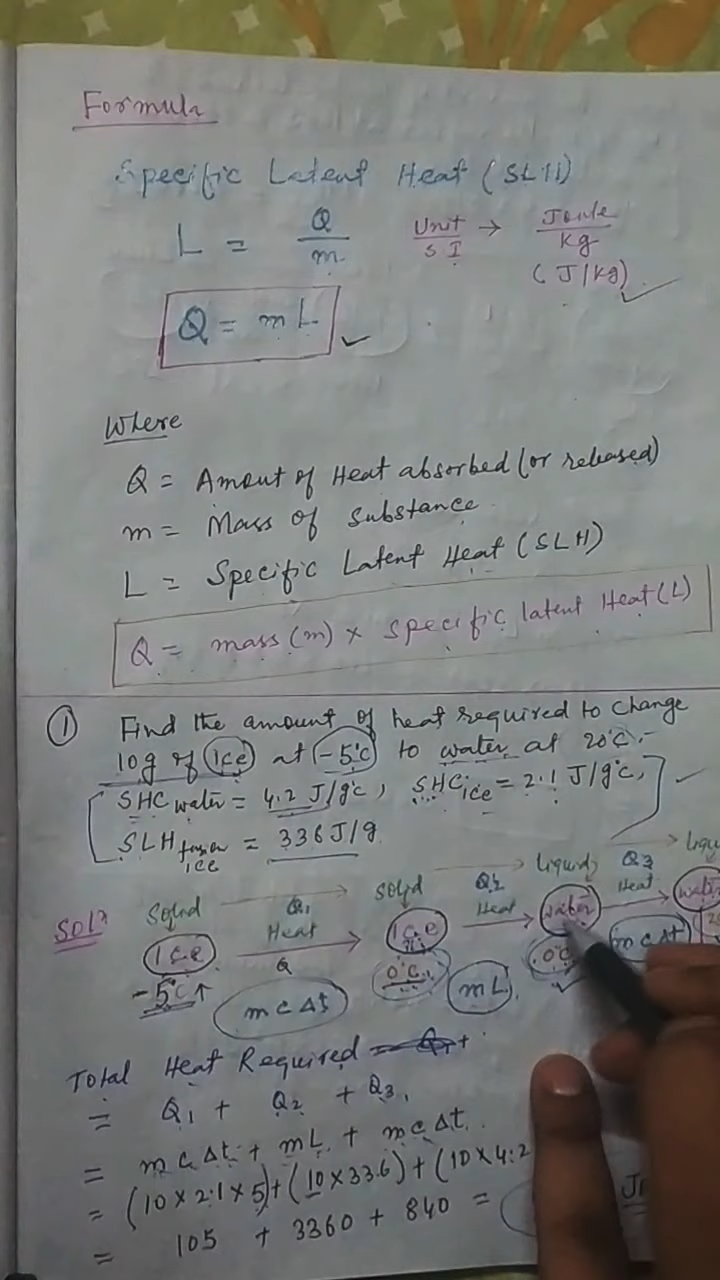 Formula
Specific Latent Heat (SLH)
L = Q/m Unit/SI → Joule/kg
(J/kg)
Q = mL
Where
Q = Amount of Heat absorbed (or released)
m = Mass of Substance
L = Specific Latent Heat (SLH)
Q = mass(m) × specific latent Heat(L)
① Find the amount of heat required to change
10g of Ice at -5°C to water at 20°C.-
SHC water = 4.2 J/g°C, SHC ice = 2.1 J/g°C,
SLH fusion ice = 336 J/g
Solid Q1 solid Q2 liquid Q3
Soln Ice Heat Ice Heat water Heat water
-5°C↑ Q 0°C 0°C
mcΔt mL mcΔt
Total Heat Required =
= Q1 + Q2 + Q3
= mcΔt + mL + mcΔt
= (10 × 2.1 × 5) + (10 × 336) + (10 × 4.2
= 105 + 3360 + 840 =